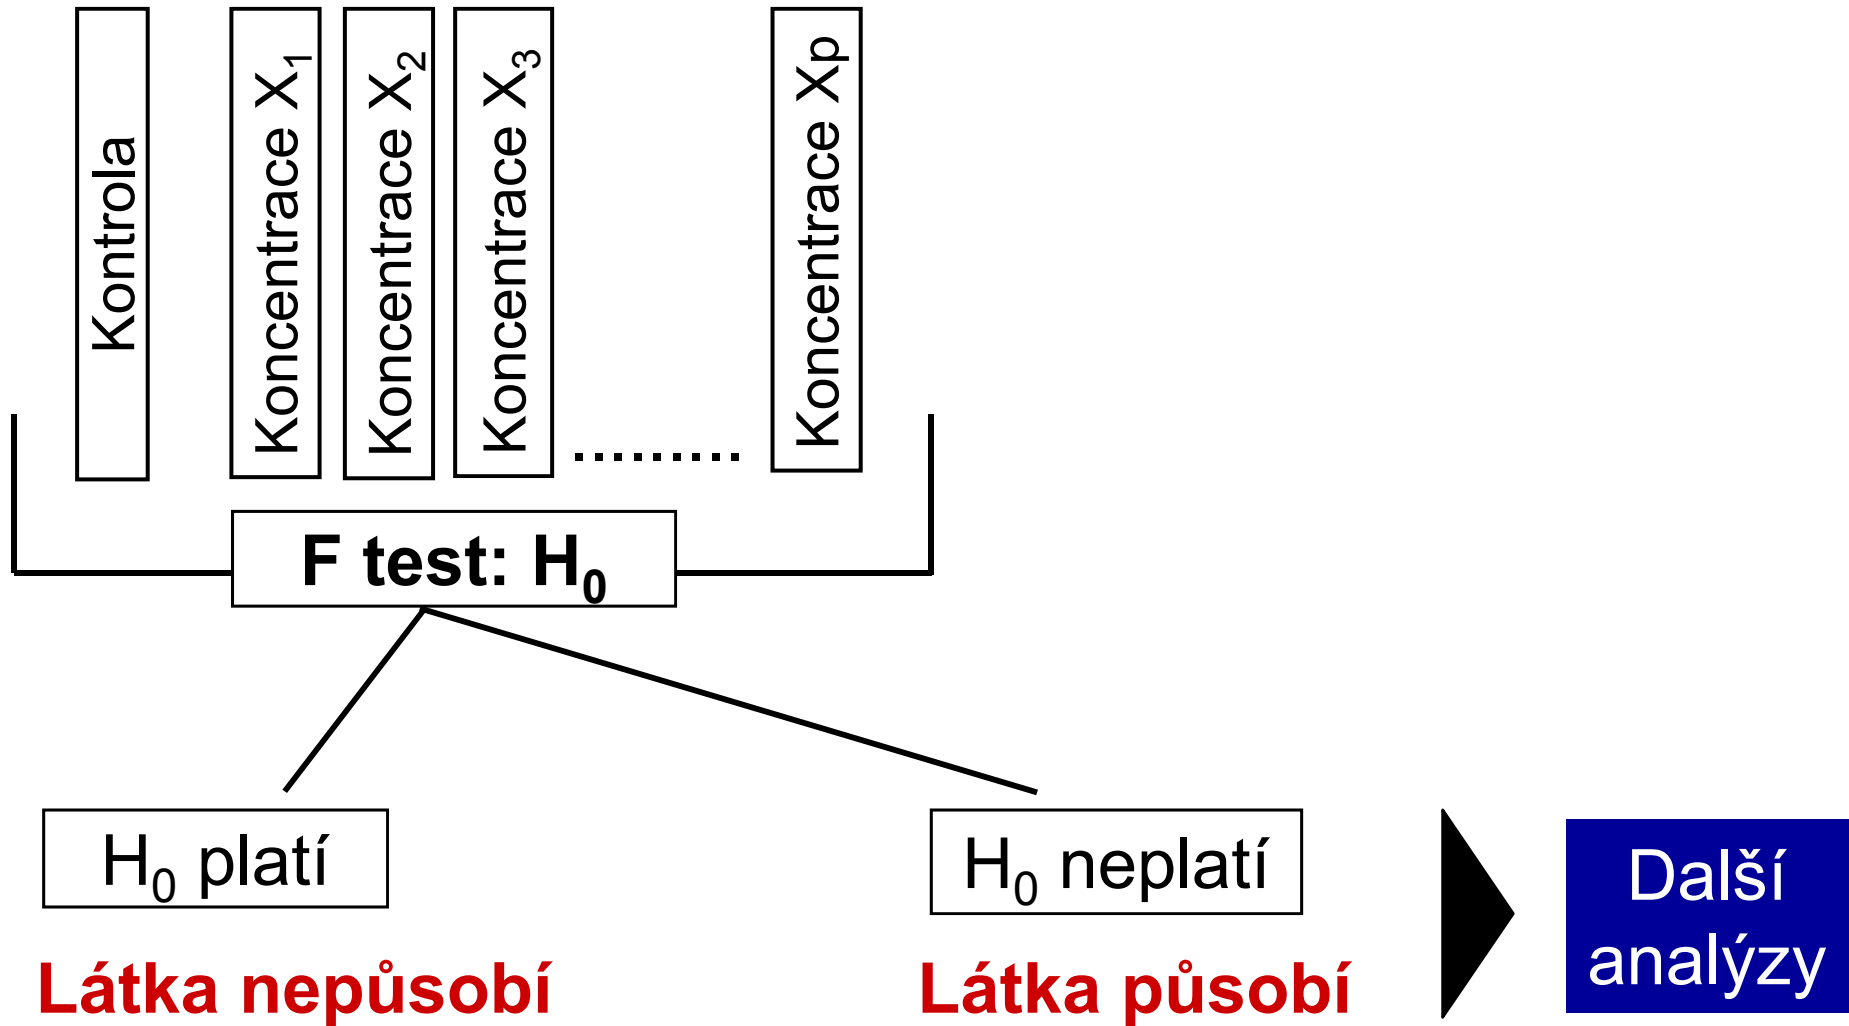 Kontrola
Koncentrace X₁
Koncentrace X₂
Koncentrace X₃
Koncentrace Xp
F test: H₀
H₀ platí
H₀ neplatí
Další
analýzy
Látka nepůsobí
Látka působí